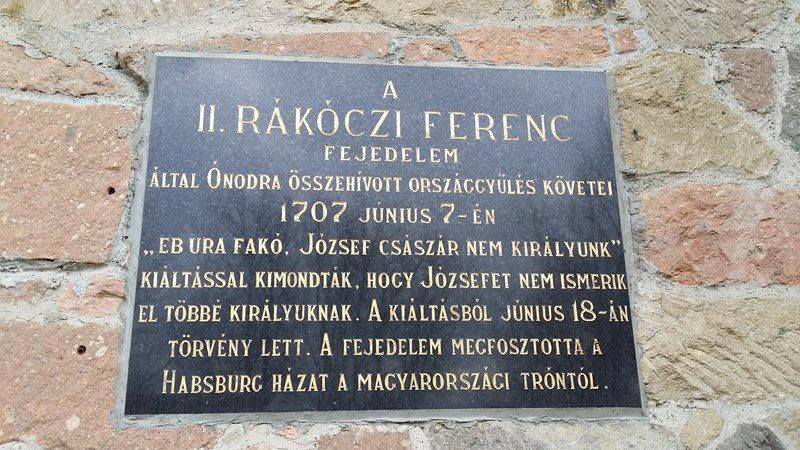 A
II. RÁKÓCZI FERENC
FEJEDELEM
ÁLTAL ÓNODRA ÖSSZEHÍVOTT ORSZÁGGYŰLÉS KÖVETEI
1707 JÚNIUS 7-ÉN
„EB URA FAKÓ, JÓZSEF CSÁSZÁR NEM KIRÁLYUNK”
KIÁLTÁSSAL KIMONDTÁK, HOGY JÓZSEFET NEM ISMERIK
EL TÖBBÉ KIRÁLYUKNAK. A KIÁLTÁSBÓL JÚNIUS 18-ÁN
TÖRVÉNY LETT. A FEJEDELEM MEGFOSZTOTTA A
HABSBURG HÁZAT A MAGYARORSZÁGI TRÓNTÓL.